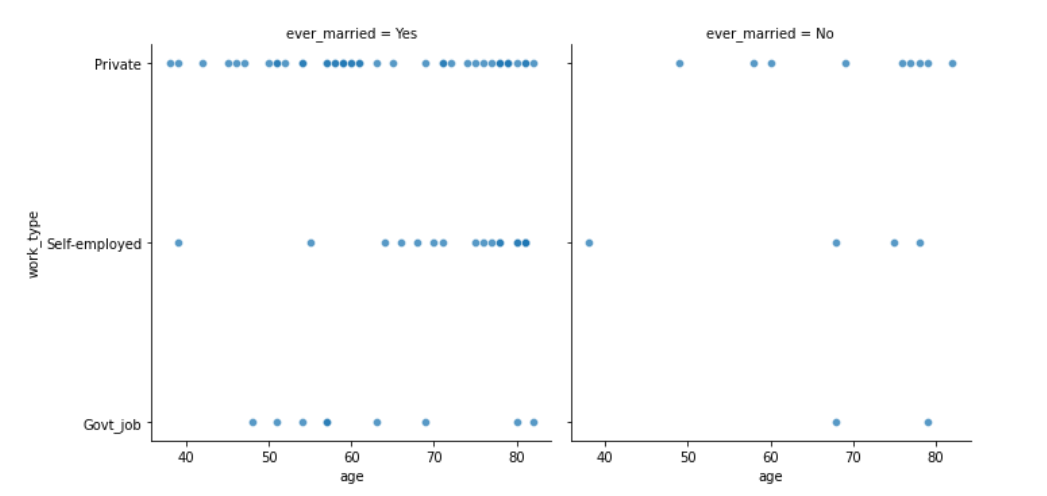 ever_married = Yes
ever_married = No
Private
Self-employed
Govt_job
work_type
40 50 60 70 80
40 50 60 70 80
age
age